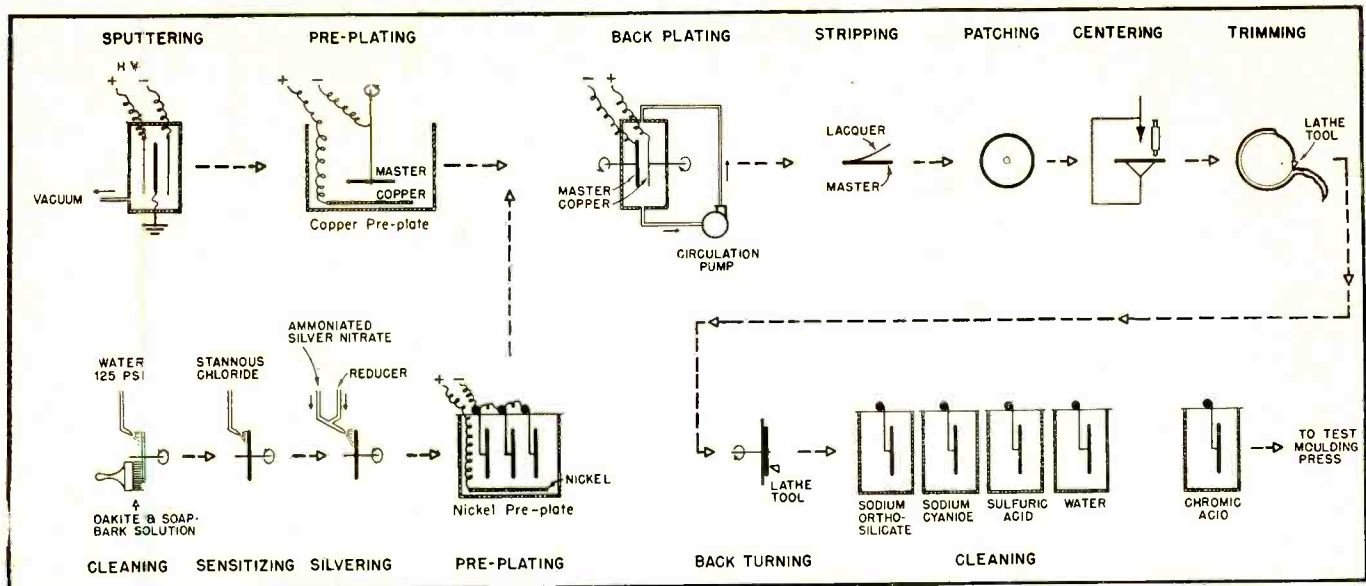 SPUTTERING
PRE-PLATING
BACK PLATING
STRIPPING
PATCHING
CENTERING
TRIMMING
H V
+ −
− +
− +
LATHE
TOOL
LACQUER
MASTER
MASTER
COPPER
MASTER
COPPER
VACUUM
Copper Pre-plate
CIRCULATION
PUMP
AMMONIATED
SILVER NITRATE
WATER
125 PSI
STANNOUS
CHLORIDE
REDUCER
+ −
NICKEL
Nickel Pre-plate
LATHE
TOOL
TO TEST
MOULDING
PRESS
OAKITE & SOAP-
BARK SOLUTION
SODIUM
ORTHO-
SILICATE
SODIUM
CYANIDE
SULFURIC
ACID
WATER
CHROMIC
ACID
CLEANING
SENSITIZING
SILVERING
PRE-PLATING
BACK TURNING
CLEANING